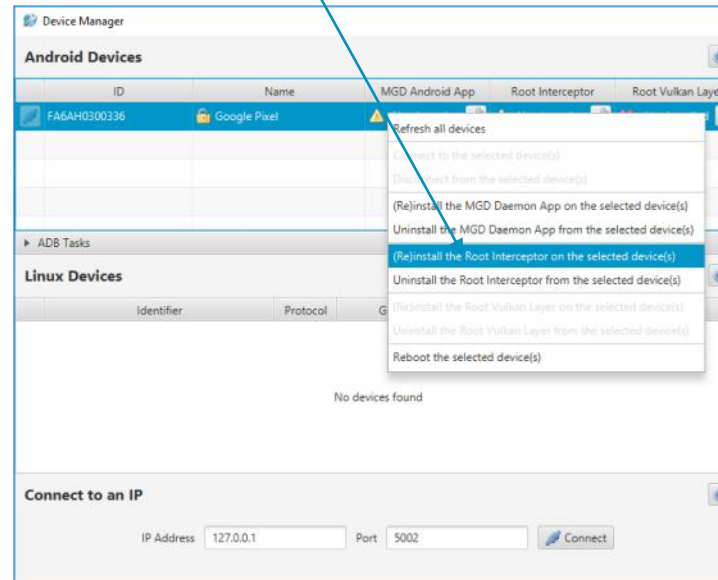 Device Manager
Android Devices
ID Name MGD Android App Root Interceptor Root Vulkan Laye
FA6AH0300336 Google Pixel
Refresh all devices
Connect to the selected device(s)
Disconnect from the selected device(s)
(Re)install the MGD Daemon App on the selected device(s)
Uninstall the MGD Daemon App from the selected device(s)
ADB Tasks
(Re)install the Root Interceptor on the selected device(s)
Uninstall the Root Interceptor from the selected device(s)
Linux Devices
Identifier Protocol G
(Re)install the Root Vulkan Layer on the selected device(s)
Uninstall the Root Vulkan Layer from the selected device(s)
Reboot the selected device(s)
No devices found
Connect to an IP
IP Address 127.0.0.1 Port 5002 Connect